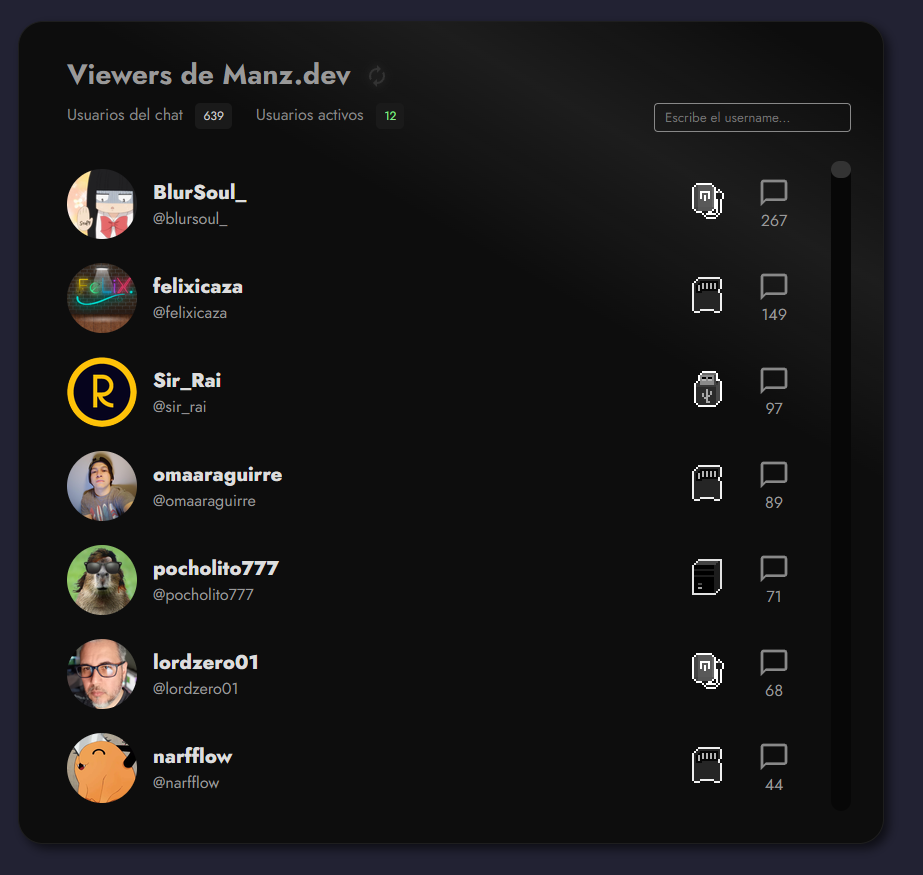 Viewers de Manz.dev
Usuarios del chat 639 Usuarios activos 12
Escribe el username...
BlurSoul_
@blursoul_
267
FeLiX
felixicaza
@felixicaza
149
R
Sir_Rai
@sir_rai
97
omaaraguirre
@omaaraguirre
89
pocholito777
@pocholito777
71
lordzero01
@lordzero01
68
narfflow
@narfflow
44